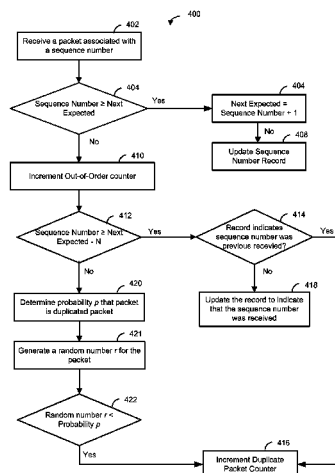 400
402
Receive a packet associated with
a sequence number
404
Sequence Number ≥ Next
Expected
Yes
404
Next Expected =
Sequence Number + 1
No
No
408
Update Sequence
Number Record
410
Increment Out-of-Order counter
412
Sequence Number ≥ Next
Expected - N
Yes
414
Record indicates
sequence number was
previous recevied?
Yes
No
No
420
Determine probability p that packet
is duplicated packet
418
Update the record to indicate
that the sequence number
was received
421
Generate a random number r for the
packet
422
Random number r <
Probability p
Yes
416
Increment Duplicate
Packet Counter